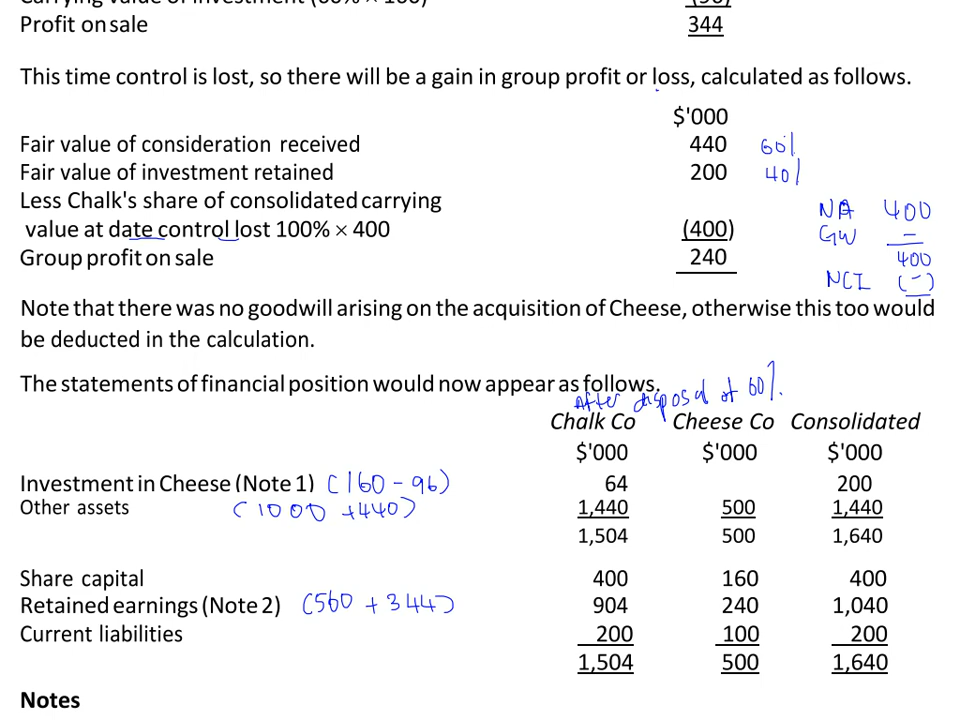 Profit on sale 344
This time control is lost, so there will be a gain in group profit or loss, calculated as follows.
$'000
Fair value of consideration received 440 60%
Fair value of investment retained 200 40%
Less Chalk's share of consolidated carrying
NA 400
value at date control lost 100% × 400 (400) GW –
Group profit on sale 240 400
NCI (–)
Note that there was no goodwill arising on the acquisition of Cheese, otherwise this too would
be deducted in the calculation.
The statements of financial position would now appear as follows.
After disposal of 60%.
Chalk Co Cheese Co Consolidated
$'000 $'000 $'000
Investment in Cheese (Note 1) (160 - 96) 64 200
Other assets (1000 + 440) 1,440 500 1,440
1,504 500 1,640
Share capital 400 160 400
Retained earnings (Note 2) (560 + 344) 904 240 1,040
Current liabilities 200 100 200
1,504 500 1,640
Notes